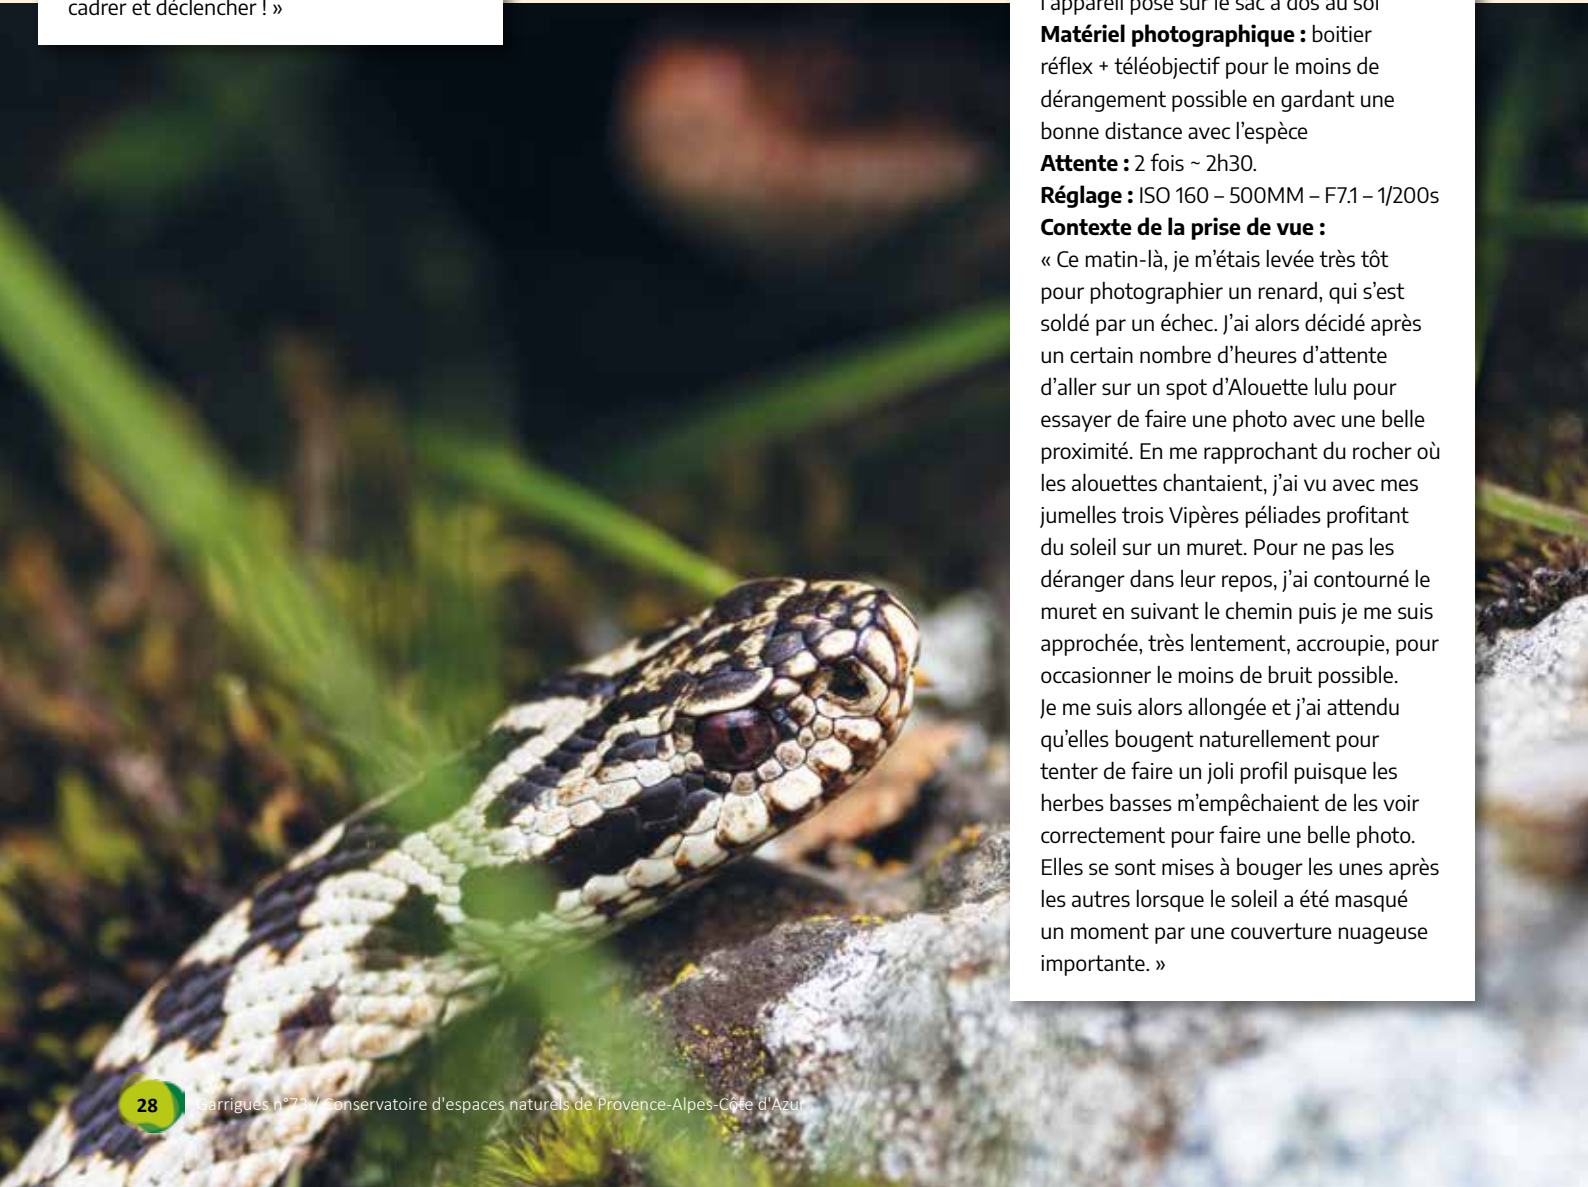 cadrer et déclencher ! »
l'appareil posé sur le sac à dos au sol
Matériel photographique : boitier
réflex + téléobjectif pour le moins de
dérangement possible en gardant une
bonne distance avec l'espèce
Attente : 2 fois ~ 2h30.
Réglage : ISO 160 – 500MM – F7.1 – 1/200s
Contexte de la prise de vue :
« Ce matin-là, je m'étais levée très tôt
pour photographier un renard, qui s'est
soldé par un échec. J'ai alors décidé après
un certain nombre d'heures d'attente
d'aller sur un spot d'Alouette lulu pour
essayer de faire une photo avec une belle
proximité. En me rapprochant du rocher où
les alouettes chantaient, j'ai vu avec mes
jumelles trois Vipères péliades profitant
du soleil sur un muret. Pour ne pas les
déranger dans leur repos, j'ai contourné le
muret en suivant le chemin puis je me suis
approchée, très lentement, accroupie, pour
occasionner le moins de bruit possible.
Je me suis alors allongée et j'ai attendu
qu'elles bougent naturellement pour
tenter de faire un joli profil puisque les
herbes basses m'empêchaient de les voir
correctement pour faire une belle photo.
Elles se sont mises à bouger les unes après
les autres lorsque le soleil a été masqué
un moment par une couverture nuageuse
importante. »
28
Garrigues n°73 / Conservatoire d'espaces naturels de Provence-Alpes-Côte d'Azur